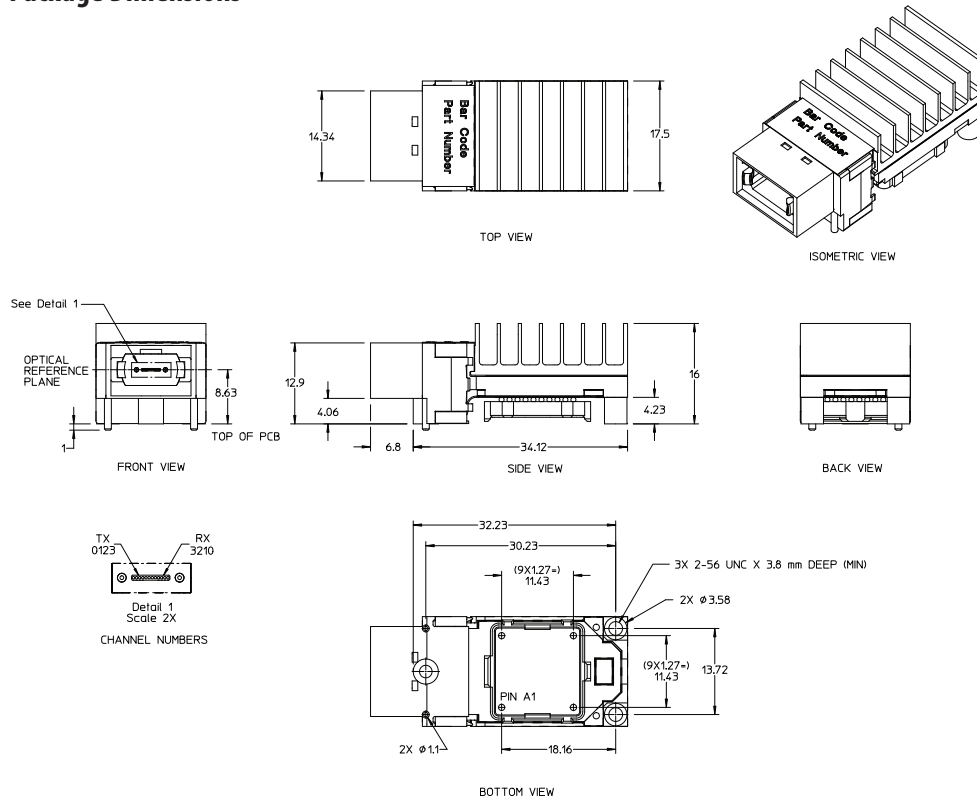 Bar Code
Part Number
14.34
17.5
TOP VIEW
Bar Code
Part Number
ISOMETRIC VIEW
See Detail 1
OPTICAL
REFERENCE
PLANE
8.63
1
TOP OF PCB
FRONT VIEW
12.9
4.06
6.8
34.12
16
4.23
SIDE VIEW
BACK VIEW
TX
0123
RX
3210
Detail 1
Scale 2X
CHANNEL NUMBERS
32.23
30.23
(9X1.27=)
11.43
3X 2-56 UNC X 3.8 mm DEEP (MIN)
2X ø3.58
(9X1.27=)
11.43
13.72
PIN A1
2X ø1.1
18.16
BOTTOM VIEW